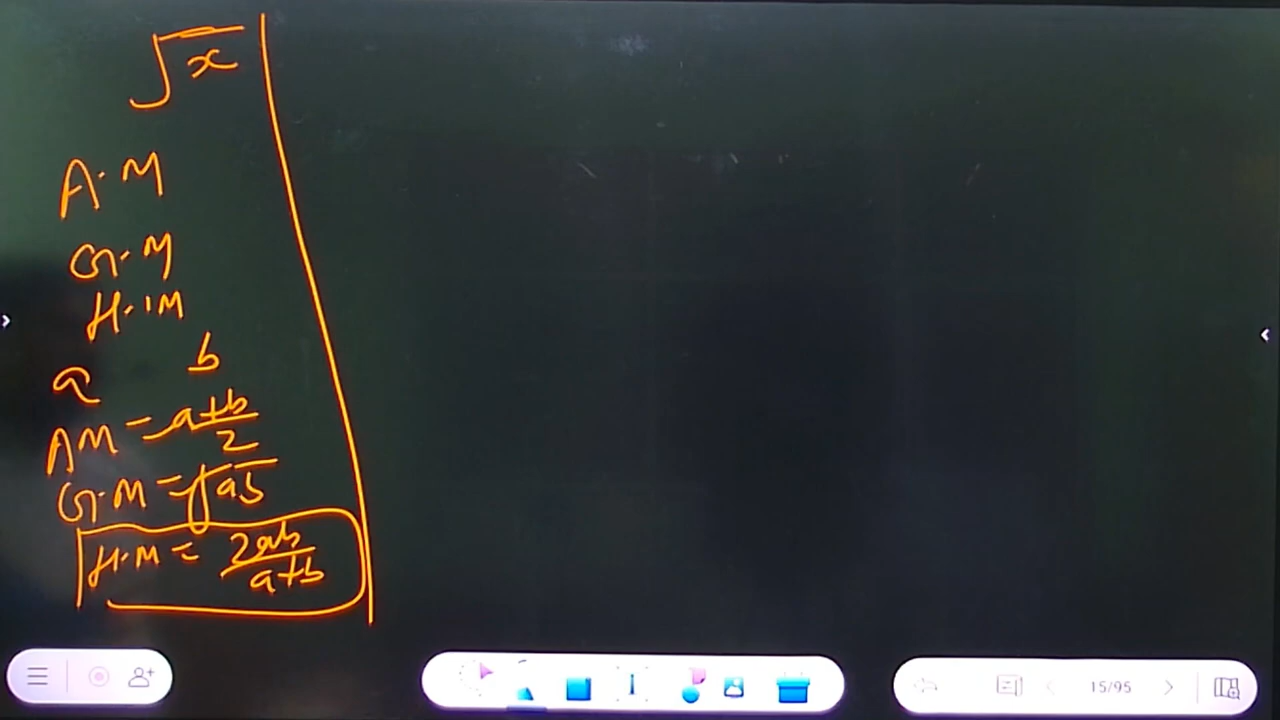 √x
A·M
G·M
H·M
a b
AM = a+b/2
G·M = √ab
H·M = 2ab/a+b
15/95